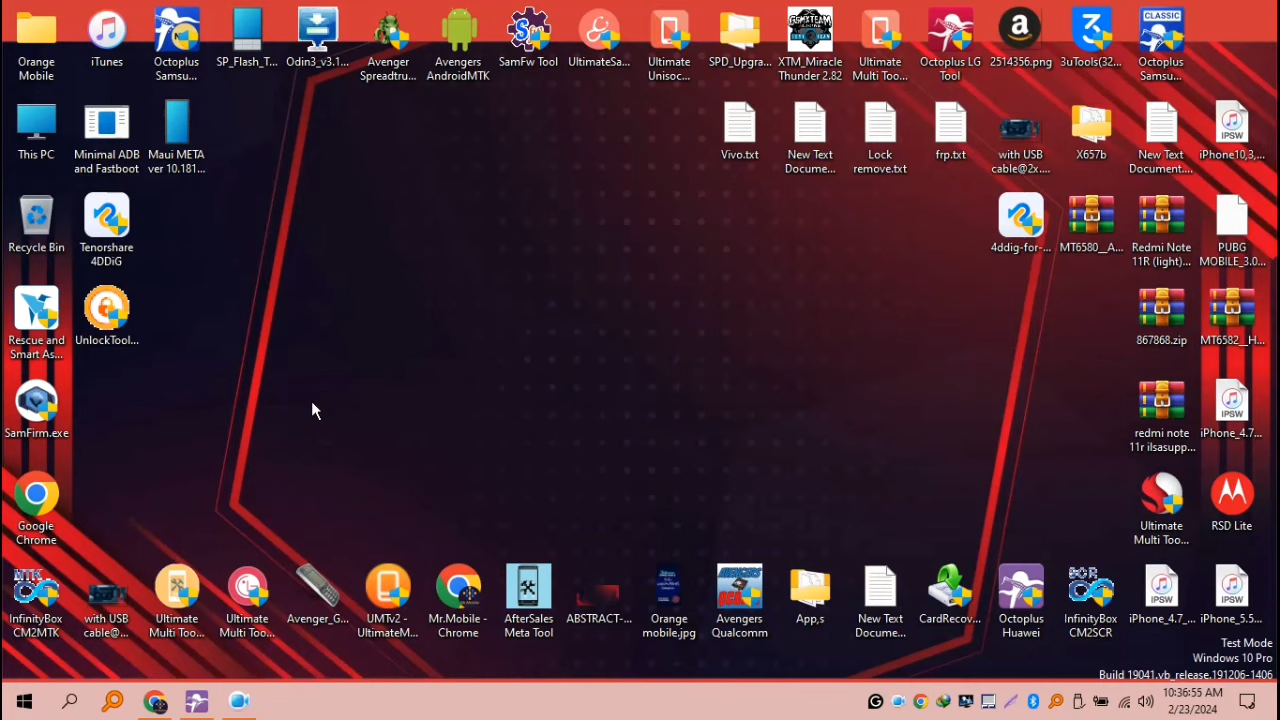 CLASSIC
Orange
Mobile
iTunes
Octoplus
Samsu...
SP_Flash_T...
Odin3_v3.1...
Avenger
Spreadtru...
Avengers
AndroidMTK
SamFw Tool
UltimateSa...
Ultimate
Unisoc...
SPD_Upgra...
XTM_Miracle
Thunder 2.82
Ultimate
Multi Too...
Octoplus LG
Tool
2514356.png
3uTools(32...
Octoplus
Samsu...
This PC
Minimal ADB
and Fastboot
Maui META
ver 10.181...
Vivo.txt
New Text
Docume...
Lock
remove.txt
frp.txt
with USB
cable@2x....
X657b
New Text
Document....
IPSW
iPhone10,3,...
Recycle Bin
Tenorshare
4DDiG
4ddig-for-...
MT6580__A...
Redmi Note
11R (light)...
PUBG
MOBILE_3.0...
Rescue and
Smart As...
UnlockTool...
867868.zip
MT6582__H...
SamFirm.exe
redmi note
11r ilsasupp...
IPSW
iPhone_4.7...
Google
Chrome
Ultimate
Multi Too...
RSD Lite
InfinityBox
CM2MTK
with USB
cable@...
Ultimate
Multi Too...
Ultimate
Multi Too...
Avenger_G...
UMTv2 -
UltimateM...
Mr.Mobile -
Chrome
AfterSales
Meta Tool
ABSTRACT-...
Orange
mobile.jpg
Avengers
Qualcomm
App,s
New Text
Docume...
CardRecov...
Octoplus
Huawei
InfinityBox
CM2SCR
IPSW
iPhone_4.7_...
IPSW
iPhone_5.5...
Test Mode
Windows 10 Pro
Build 19041.vb_release.191206-1406
10:36:55 AM
2/23/2024